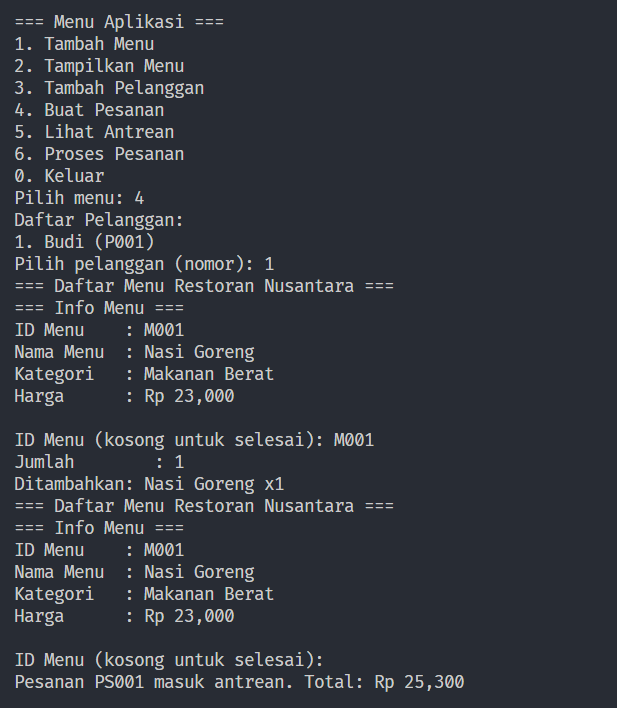 === Menu Aplikasi ===
1. Tambah Menu
2. Tampilkan Menu
3. Tambah Pelanggan
4. Buat Pesanan
5. Lihat Antrean
6. Proses Pesanan
0. Keluar
Pilih menu: 4
Daftar Pelanggan:
1. Budi (P001)
Pilih pelanggan (nomor): 1
=== Daftar Menu Restoran Nusantara ===
=== Info Menu ===
ID Menu    : M001
Nama Menu  : Nasi Goreng
Kategori   : Makanan Berat
Harga      : Rp 23,000

ID Menu (kosong untuk selesai): M001
Jumlah        : 1
Ditambahkan: Nasi Goreng x1
=== Daftar Menu Restoran Nusantara ===
=== Info Menu ===
ID Menu    : M001
Nama Menu  : Nasi Goreng
Kategori   : Makanan Berat
Harga      : Rp 23,000

ID Menu (kosong untuk selesai):
Pesanan PS001 masuk antrean. Total: Rp 25,300